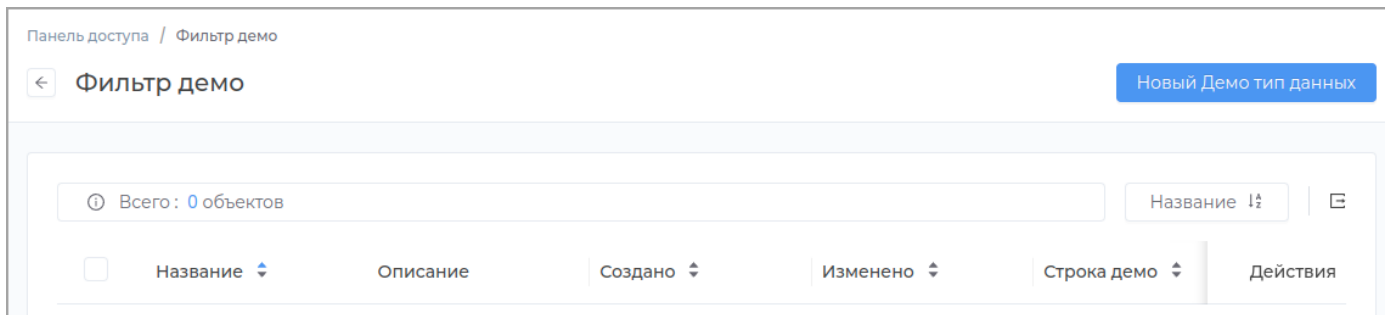 Панель доступа / Фильтр демо
Фильтр демо
Новый Демо тип данных
Всего : 0 объектов
Название
Название Описание Создано Изменено Строка демо Действия